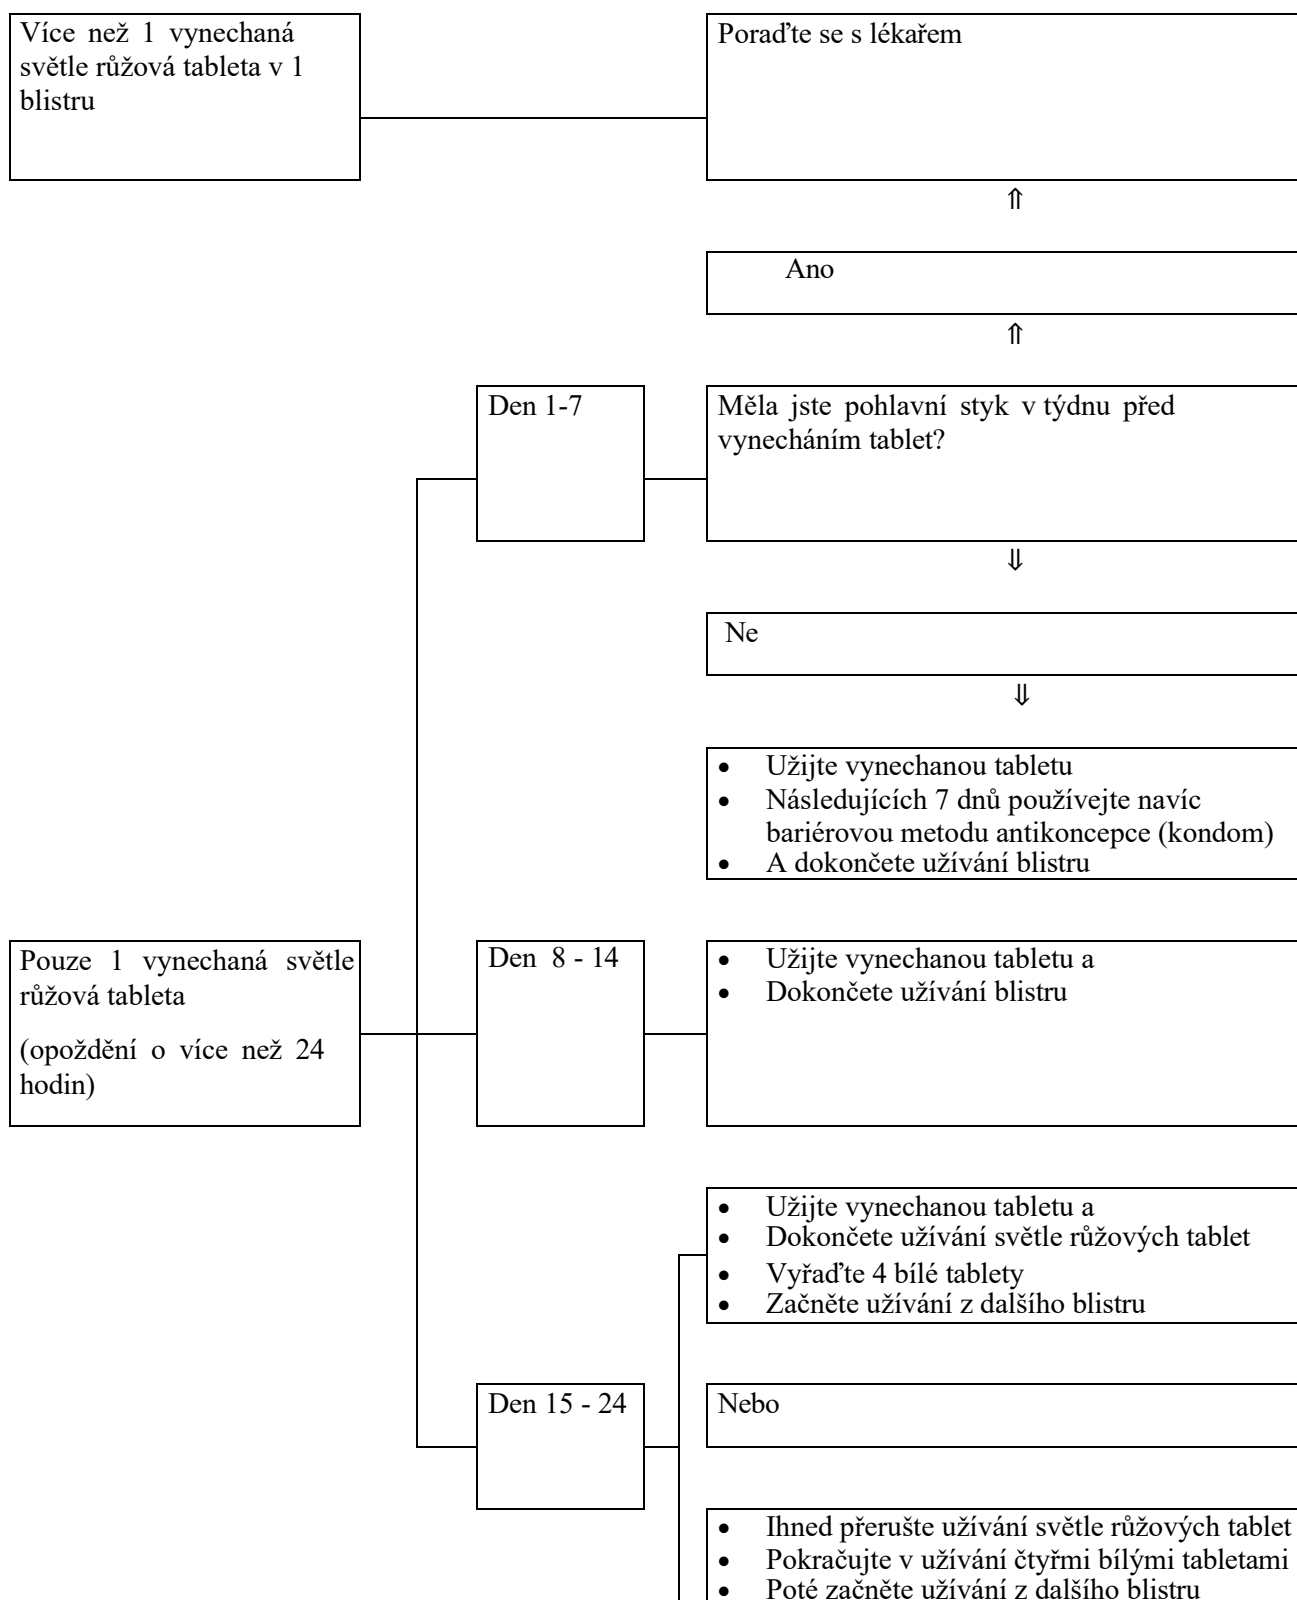 Více než 1 vynechaná
světle růžová tableta v 1
blistru
Poraďte se s lékařem
⇑
Ano
⇑
Den 1-7
Měla jste pohlavní styk v týdnu před
vynecháním tablet?
⇓
Ne
⇓
• Užijte vynechanou tabletu
• Následujících 7 dnů používejte navíc
bariérovou metodu antikoncepce (kondom)
• A dokončete užívání blistru
Pouze 1 vynechaná světle
růžová tableta
(opoždění o více než 24
hodin)
Den 8 - 14
• Užijte vynechanou tabletu a
• Dokončete užívání blistru
• Užijte vynechanou tabletu a
• Dokončete užívání světle růžových tablet
• Vyřaďte 4 bílé tablety
• Začněte užívání z dalšího blistru
Den 15 - 24
Nebo
• Ihned přerušte užívání světle růžových tablet
• Pokračujte v užívání čtyřmi bílými tabletami
• Poté začněte užívání z dalšího blistru